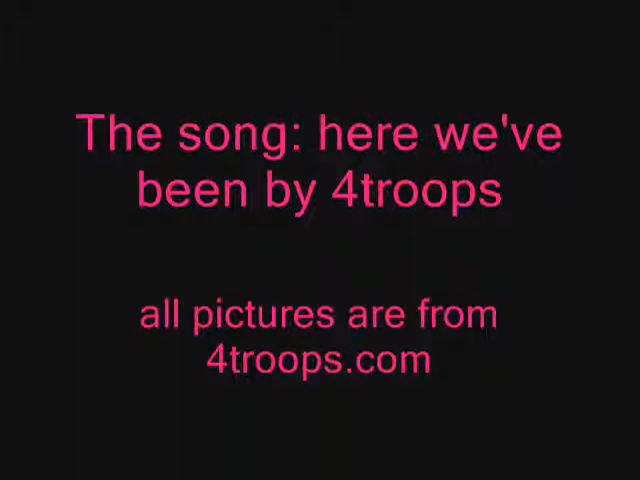 The song: here we've
been by 4troops
all pictures are from
4troops.com